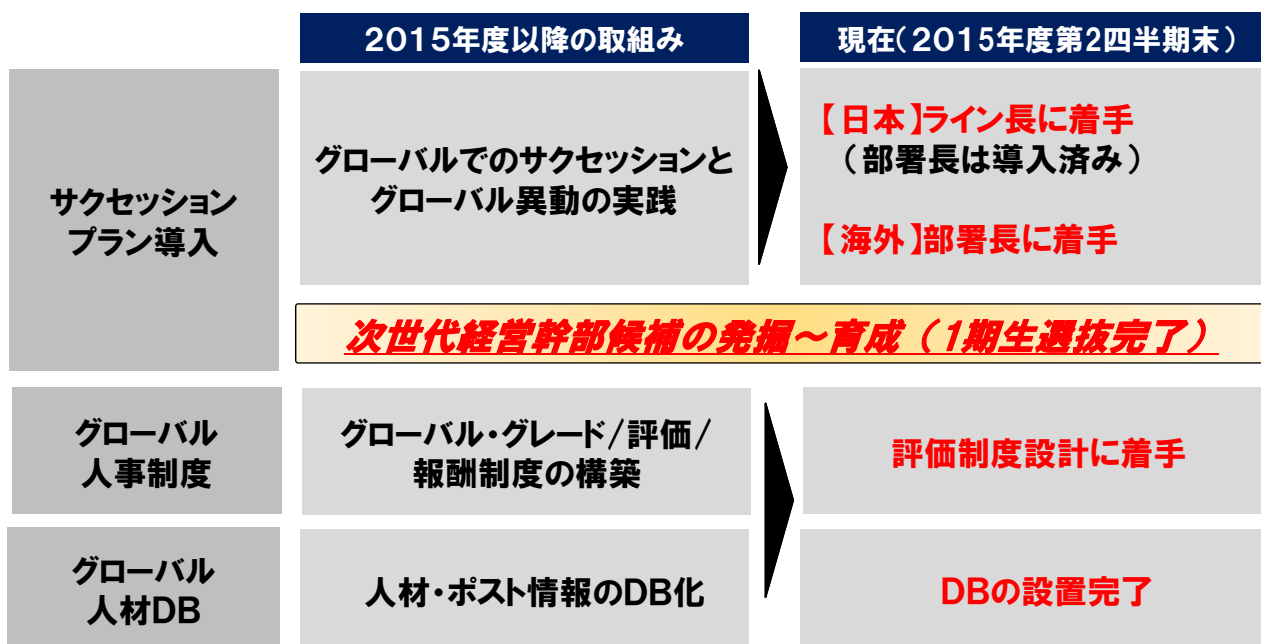 2015年度以降の取組み
現在(2015年度第2四半期末)
サクセッション
プラン導入
グローバルでのサクセッションと
グローバル異動の実践
【日本】ライン長に着手
(部署長は導入済み)
【海外】部署長に着手
次世代経営幹部候補の発掘~育成(1期生選抜完了)
グローバル
人事制度
グローバル・グレード/評価/
報酬制度の構築
評価制度設計に着手
グローバル
人材DB
人材・ポスト情報のDB化
DBの設置完了